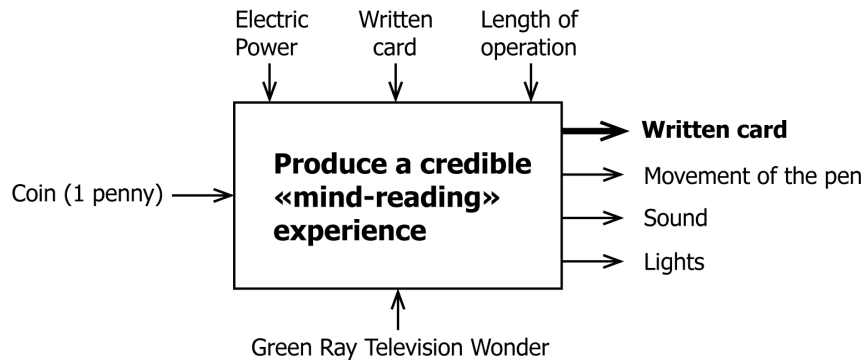 Electric
Power
Written
card
Length of
operation
Coin (1 penny)
Produce a credible
«mind-reading»
experience
Written card
Movement of the pen
Sound
Lights
Green Ray Television Wonder